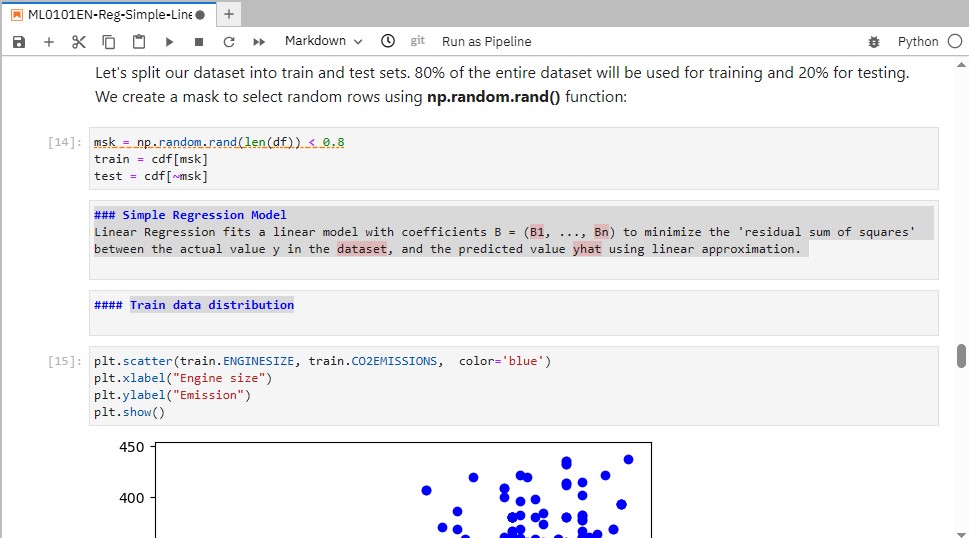 ML0101EN-Reg-Simple-Line
Markdown git Run as Pipeline Python
Let's split our dataset into train and test sets. 80% of the entire dataset will be used for training and 20% for testing.
We create a mask to select random rows using np.random.rand() function:
[14]: msk = np.random.rand(len(df)) < 0.8
train = cdf[msk]
test = cdf[~msk]
### Simple Regression Model
Linear Regression fits a linear model with coefficients B = (B1, ..., Bn) to minimize the 'residual sum of squares'
between the actual value y in the dataset, and the predicted value yhat using linear approximation.
#### Train data distribution
[15]: plt.scatter(train.ENGINESIZE, train.CO2EMISSIONS,  color='blue')
plt.xlabel("Engine size")
plt.ylabel("Emission")
plt.show()
450
400